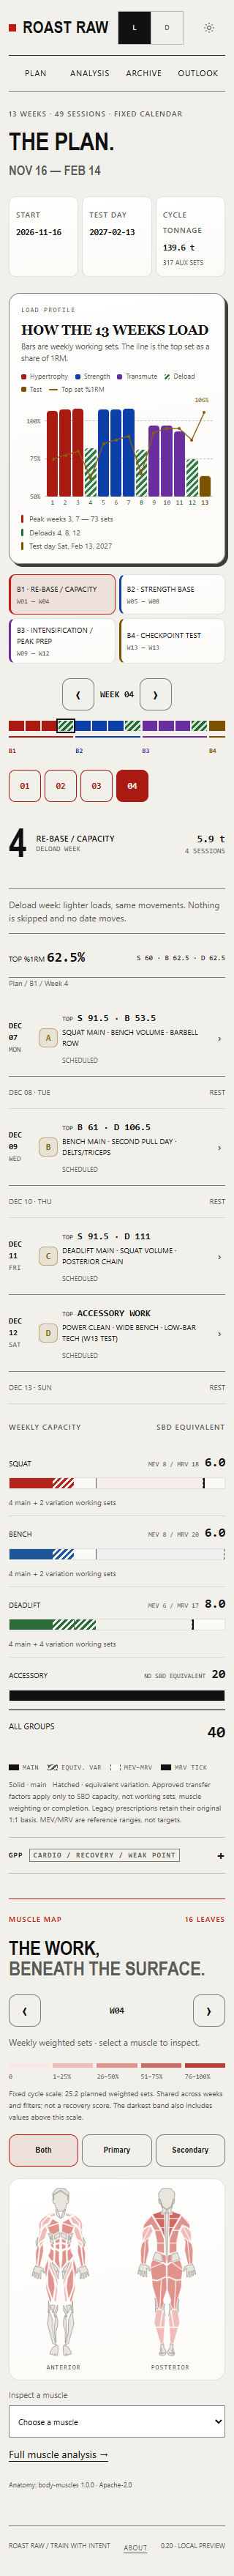 ROAST RAW
L
D
PLAN
ANALYSIS
ARCHIVE
OUTLOOK
13 WEEKS · 49 SESSIONS · FIXED CALENDAR
THE PLAN.
NOV 16 — FEB 14
START
2026-11-16
TEST DAY
2027-02-13
CYCLE
TONNAGE
139.6 t
317 AUX SETS
LOAD PROFILE
HOW THE 13 WEEKS LOAD
Bars are weekly working sets. The line is the top set as a
share of 1RM.
Hypertrophy
Strength
Transmute
Deload
Test
Top set %1RM
106%
100%
75%
50%
1 2 3 4 5 6 7 8 9 10 11 12 13
Peak weeks 3, 7 — 73 sets
Deloads 4, 8, 12
Test day Sat, Feb 13, 2027
B1 · RE-BASE / CAPACITY
W01 — W04
B2 · STRENGTH BASE
W05 — W08
B3 · INTENSIFICATION /
PEAK PREP
W09 — W12
B4 · CHECKPOINT TEST
W13 — W13
‹
WEEK 04
›
B1
B2
B3
B4
01
02
03
04
4
RE-BASE / CAPACITY
DELOAD WEEK
5.9 t
4 SESSIONS
Deload week: lighter loads, same movements. Nothing
is skipped and no date moves.
TOP %1RM 62.5%
S 60 · B 62.5 · D 62.5
Plan / B1 / Week 4
DEC
07
MON
A
TOP S 91.5 · B 53.5
SQUAT MAIN · BENCH VOLUME · BARBELL
ROW
SCHEDULED
›
DEC 08 · TUE
REST
DEC
09
WED
B
TOP B 61 · D 106.5
BENCH MAIN · SECOND PULL DAY ·
DELTS/TRICEPS
SCHEDULED
›
DEC 10 · THU
REST
DEC
11
FRI
C
TOP S 91.5 · D 111
DEADLIFT MAIN · SQUAT VOLUME ·
POSTERIOR CHAIN
SCHEDULED
›
DEC
12
SAT
D
TOP ACCESSORY WORK
POWER CLEAN · WIDE BENCH · LOW-BAR
TECH (W13 TEST)
SCHEDULED
›
DEC 13 · SUN
REST
WEEKLY CAPACITY
SBD EQUIVALENT
SQUAT
MEV 8 / MRV 18 6.0
4 main + 2 variation working sets
BENCH
MEV 8 / MRV 20 6.0
4 main + 2 variation working sets
DEADLIFT
MEV 6 / MRV 17 8.0
4 main + 4 variation working sets
ACCESSORY
NO SBD EQUIVALENT 20
ALL GROUPS
40
MAIN
EQUIV. VAR
MEV–MRV
MRV TICK
Solid · main Hatched · equivalent variation. Approved transfer
factors apply only to SBD capacity, not working sets, muscle
weighting or completion. Legacy prescriptions retain their original
1:1 basis. MEV/MRV are reference ranges, not targets.
GPP
CARDIO / RECOVERY / WEAK POINT
+
MUSCLE MAP
16 LEAVES
THE WORK,
BENEATH THE SURFACE.
‹
W04
›
Weekly weighted sets · select a muscle to inspect.
0
1–25%
26–50%
51–75%
76–100%
Fixed cycle scale: 25.2 planned weighted sets. Shared across weeks
and filters; not a recovery score. The darkest band also includes
values above this scale.
Both
Primary
Secondary
ANTERIOR
POSTERIOR
Inspect a muscle
Choose a muscle
Full muscle analysis →
Anatomy: body-muscles 1.0.0 · Apache-2.0
ROAST RAW / TRAIN WITH INTENT
ABOUT
0.20 · LOCAL PREVIEW